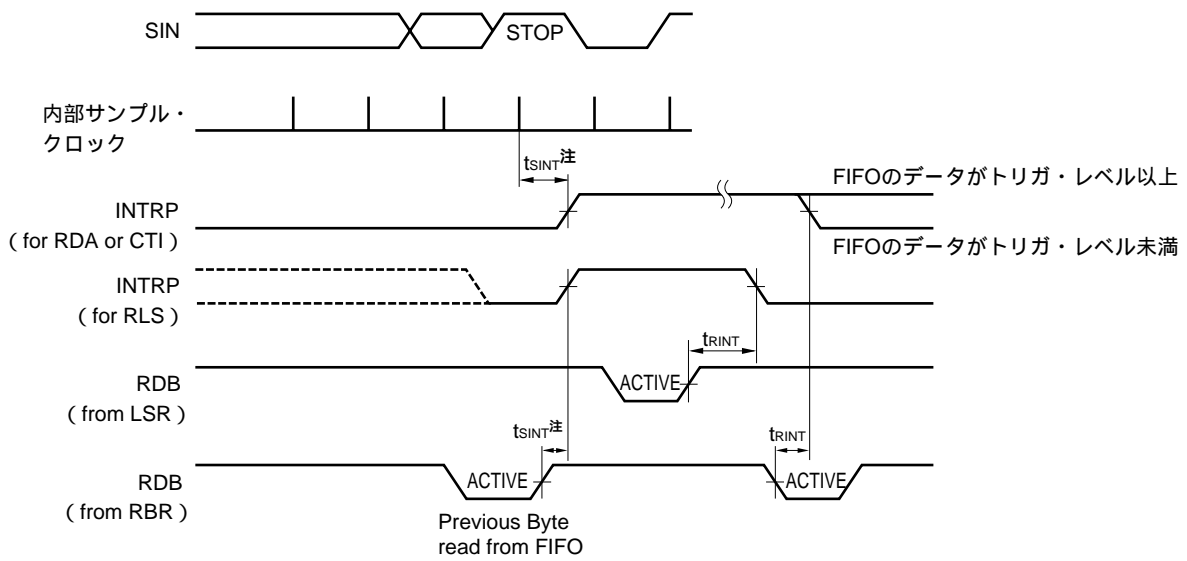 SIN
STOP
内部サンプル・
クロック
tSINT注
FIFOのデータがトリガ・レベル以上
INTRP
( for RDA or CTI )
FIFOのデータがトリガ・レベル未満
INTRP
( for RLS )
tRINT
RDB
( from LSR )
ACTIVE
tSINT注
tRINT
RDB
( from RBR )
ACTIVE
ACTIVE
Previous Byte
read from FIFO